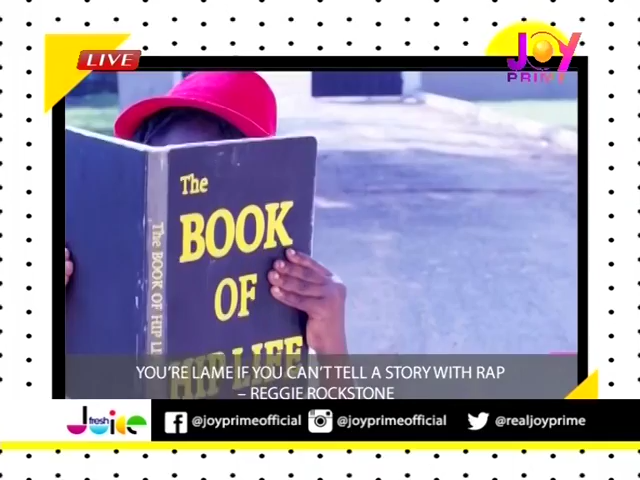 LIVE
JOY
PRIME
The
BOOK
OF
HIP LIFE
The BOOK OF HIP LI
YOU'RE LAME IF YOU CAN'T TELL A STORY WITH RAP
– REGGIE ROCKSTONE
fresh
Juice
@joyprimeofficial
@joyprimeofficial
@realjoyprime